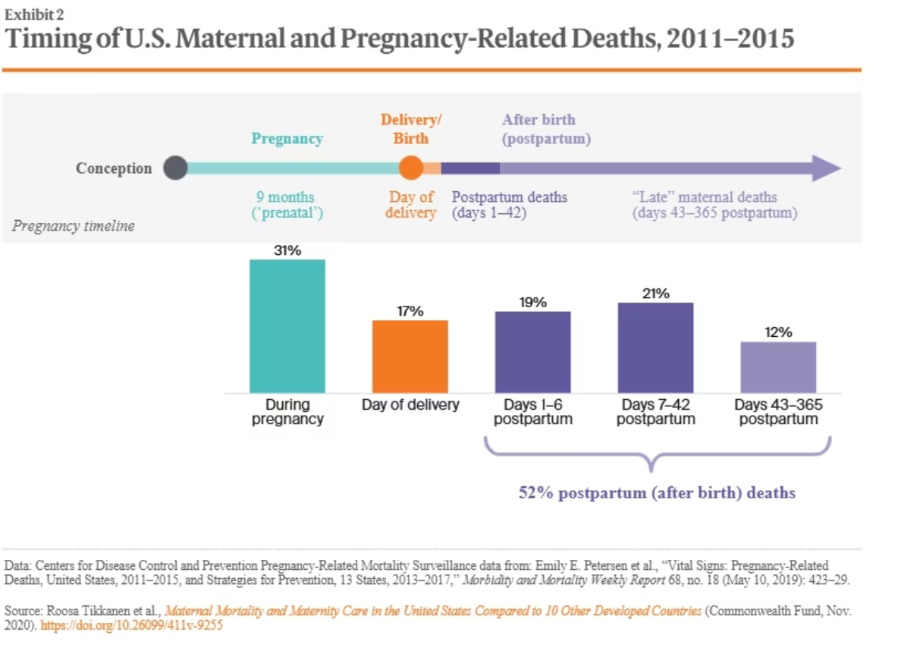 Exhibit 2
Timing of U.S. Maternal and Pregnancy-Related Deaths, 2011–2015
Pregnancy
Delivery/
Birth
After birth
(postpartum)
Conception
9 months
('prenatal')
Day of
delivery
Postpartum deaths
(days 1–42)
“Late” maternal deaths
(days 43–365 postpartum)
Pregnancy timeline
31%
17%
19%
21%
12%
During
pregnancy
Day of delivery
Days 1–6
postpartum
Days 7–42
postpartum
Days 43–365
postpartum
52% postpartum (after birth) deaths
Data: Centers for Disease Control and Prevention Pregnancy-Related Mortality Surveillance data from: Emily E. Petersen et al., “Vital Signs: Pregnancy-Related
Deaths, United States, 2011–2015, and Strategies for Prevention, 13 States, 2013–2017,” Morbidity and Mortality Weekly Report 68, no. 18 (May 10, 2019): 423–29.
Source: Roosa Tikkanen et al., Maternal Mortality and Maternity Care in the United States Compared to 10 Other Developed Countries (Commonwealth Fund, Nov.
2020). https://doi.org/10.26099/411v-9255